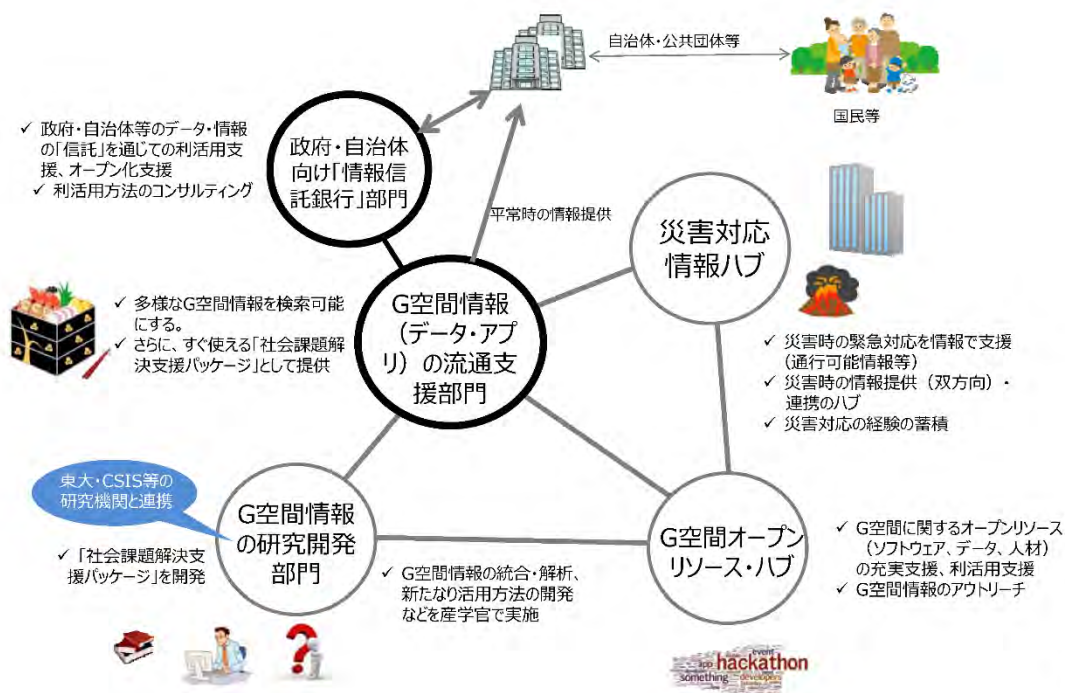 自治体・公共団体等
国民等
✓ 政府・自治体等のデータ・情報
の「信託」を通じての利活用支
援、オープン化支援
✓ 利活用方法のコンサルティング
政府・自治体
向け「情報信
託銀行」部門
平常時の情報提供
災害対応
情報ハブ
✓ 多様なG空間情報を検索可能
にする。
✓ さらに、すぐ使える「社会課題解
決支援パッケージ」として提供
G空間情報
（データ・アプ
リ）の流通支
援部門
✓ 災害時の緊急対応を情報で支援
（通行可能情報等）
✓ 災害時の情報提供（双方向）・
連携のハブ
✓ 災害対応の経験の蓄積
東大・CSIS等の
研究機関と連携
G空間情報
の研究開発
部門
✓ 「社会課題解決支
援パッケージ」を開発
✓ G空間情報の統合・解析、
新たなり活用方法の開発
などを産学官で実施
G空間オープン
リソース・ハブ
✓ G空間に関するオープンリソース
（ソフトウェア、データ、人材）
の充実支援、利活用支援
✓ G空間情報のアウトリーチ
event
app hackathon
something developers